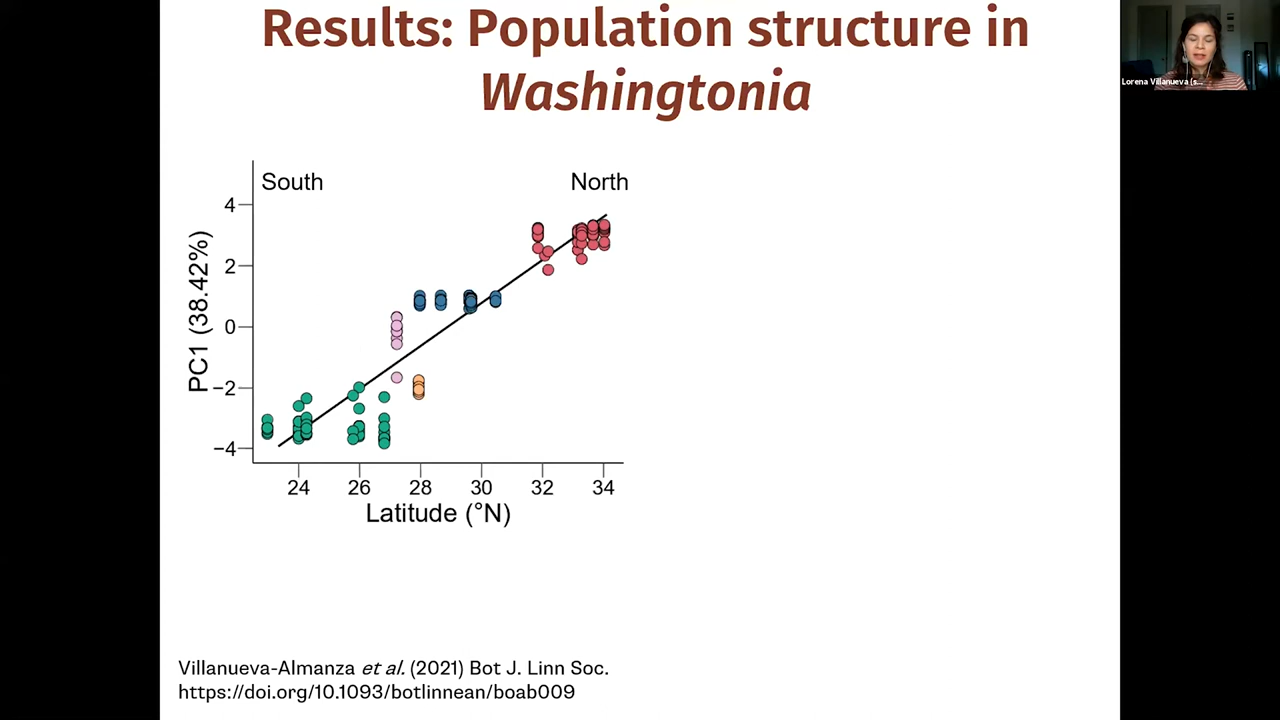 Results: Population structure in
Washingtonia
Lorena Villanueva (s...
South
North
4
2
0
−2
−4
PC1 (38.42%)
24 26 28 30 32 34
Latitude (°N)
Villanueva-Almanza et al. (2021) Bot J. Linn Soc.
https://doi.org/10.1093/botlinnean/boab009